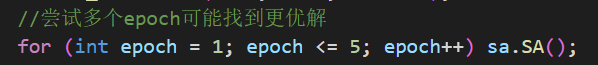 //尝试多个epoch可能找到更优解
for (int epoch = 1; epoch <= 5; epoch++) sa.SA();